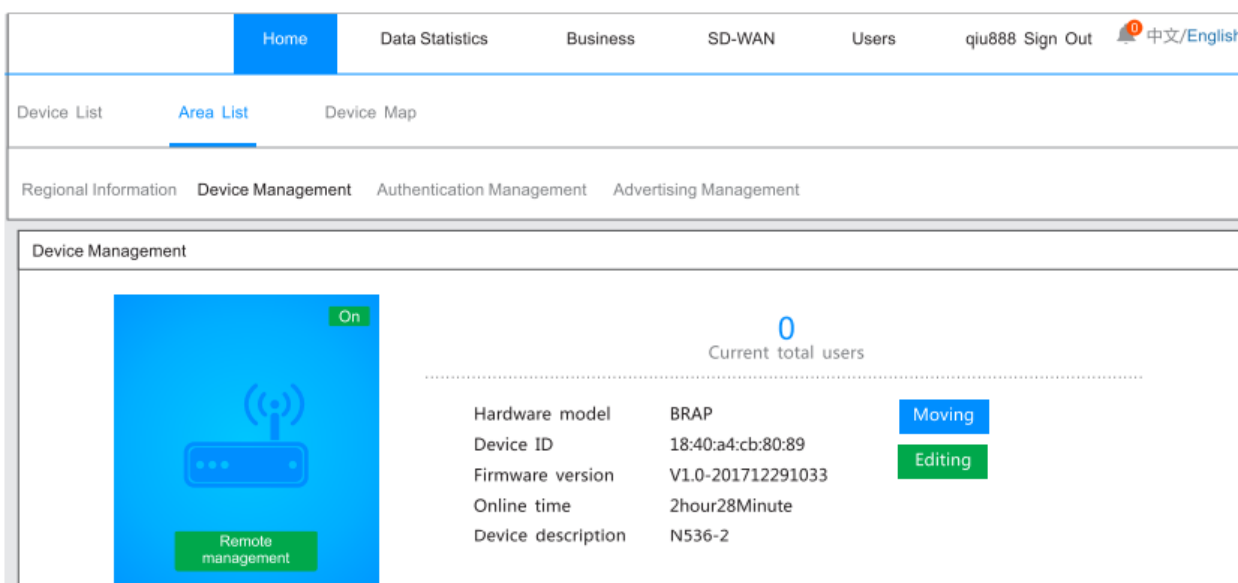 Home Data Statistics Business SD-WAN Users qiu888 Sign Out 0 中文/English
Device List Area List Device Map
Regional Information Device Management Authentication Management Advertising Management
Device Management
On
0
Current total users
Hardware model BRAP Moving
Device ID 18:40:a4:cb:80:89
Firmware version V1.0-201712291033 Editing
Online time 2hour28Minute
Device description N536-2
Remote
management